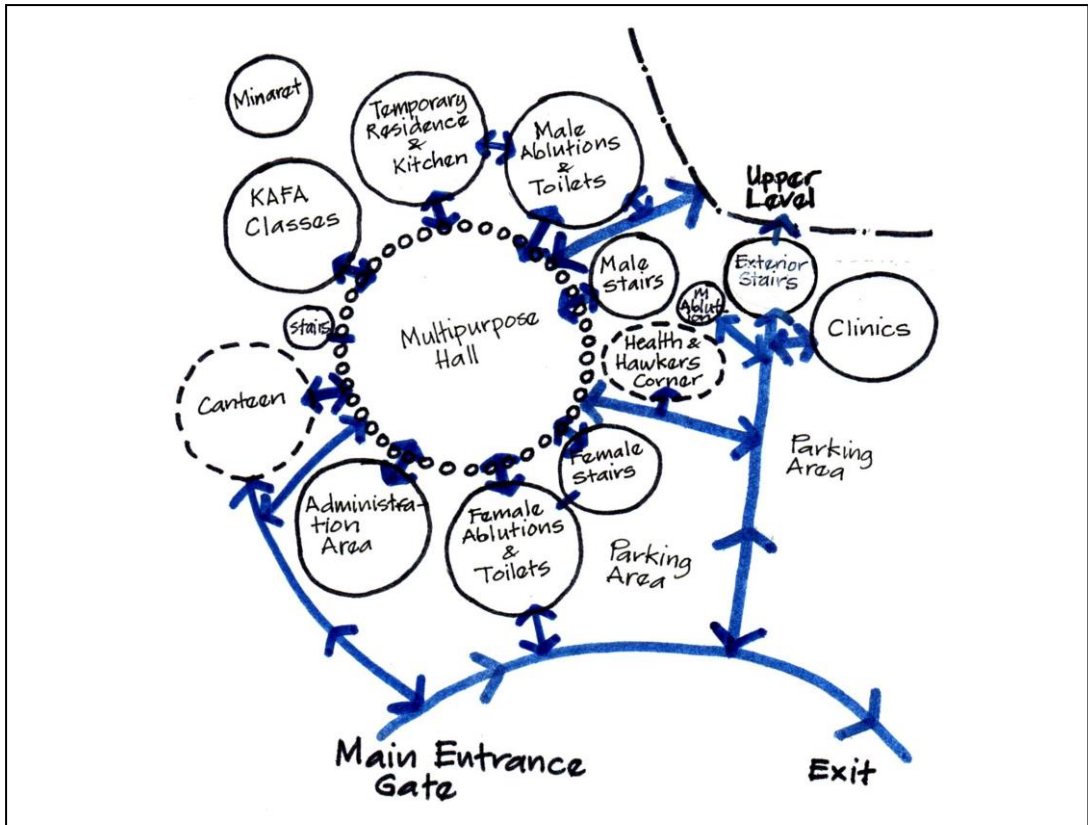 Minaret
Temporary
Residence
&
Kitchen
Male
Ablutions
&
Toilets
Upper
Level
KAFA
Classes
Male
Stairs
M
Ablut-
ion
Exterior
Stairs
Clinics
Stairs
Multipurpose
Hall
Health &
Hawkers
Corner
Canteen
Female
Stairs
Parking
Area
Administra-
tion
Area
Female
Ablutions
&
Toilets
Parking
Area
Main Entrance
Gate
Exit